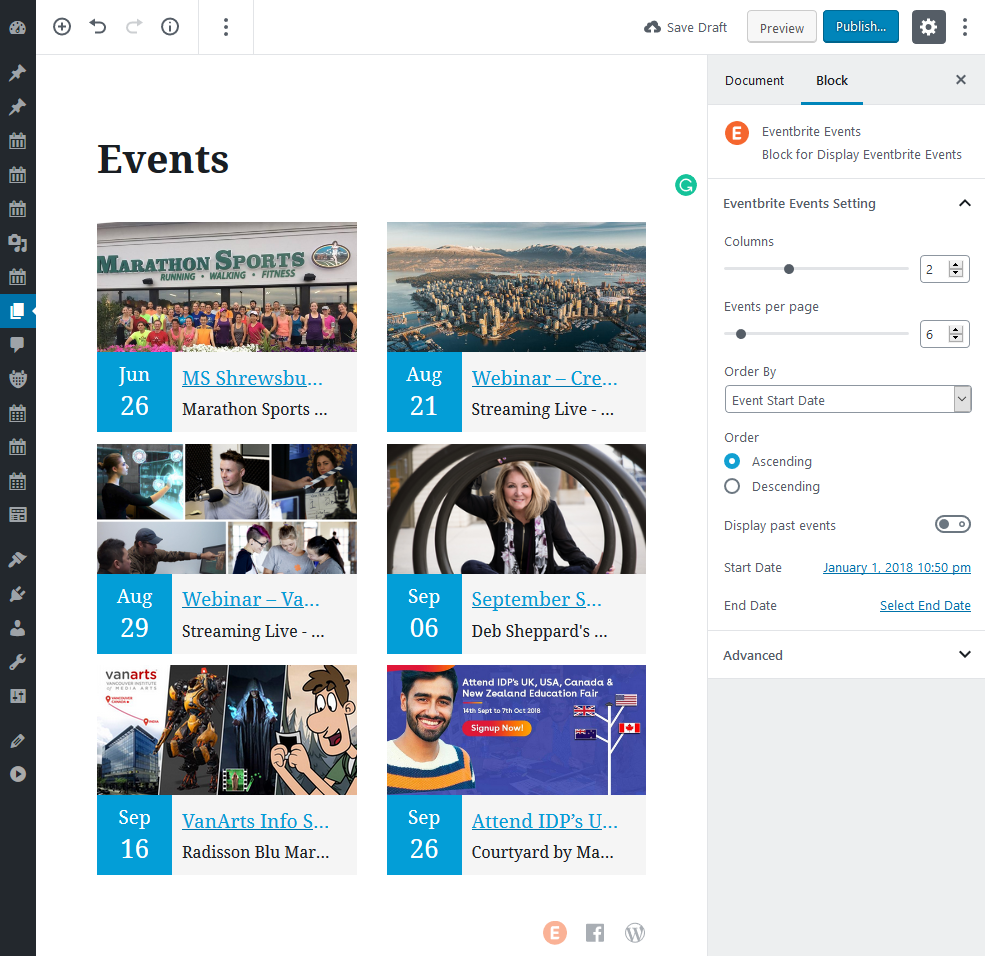 Save Draft
Preview
Publish...
Document
Block
E
Eventbrite Events
Block for Display Eventbrite Events
Eventbrite Events Setting
Columns
2
Events per page
6
Order By
Event Start Date
Order
Ascending
Descending
Display past events
Start Date
January 1, 2018 10:50 pm
End Date
Select End Date
Advanced
Events
MARATHON SPORTS
RUNNING • WALKING • FITNESS
Jun
26
MS Shrewsbu...
Marathon Sports ...
Aug
21
Webinar – Cre...
Streaming Live - ...
Aug
29
Webinar – Va...
Streaming Live - ...
Sep
06
September S...
Deb Sheppard's ...
vanarts
VANCOUVER INSTITUTE
OF MEDIA ARTS
VANCOUVER
CANADA
INDIA
Sep
16
VanArts Info S...
Radisson Blu Mar...
Attend IDP's UK, USA, Canada &
New Zealand Education Fair
14th Sept to 7th Oct 2018
Signup Now!
Sep
26
Attend IDP’s U...
Courtyard by Ma...
E